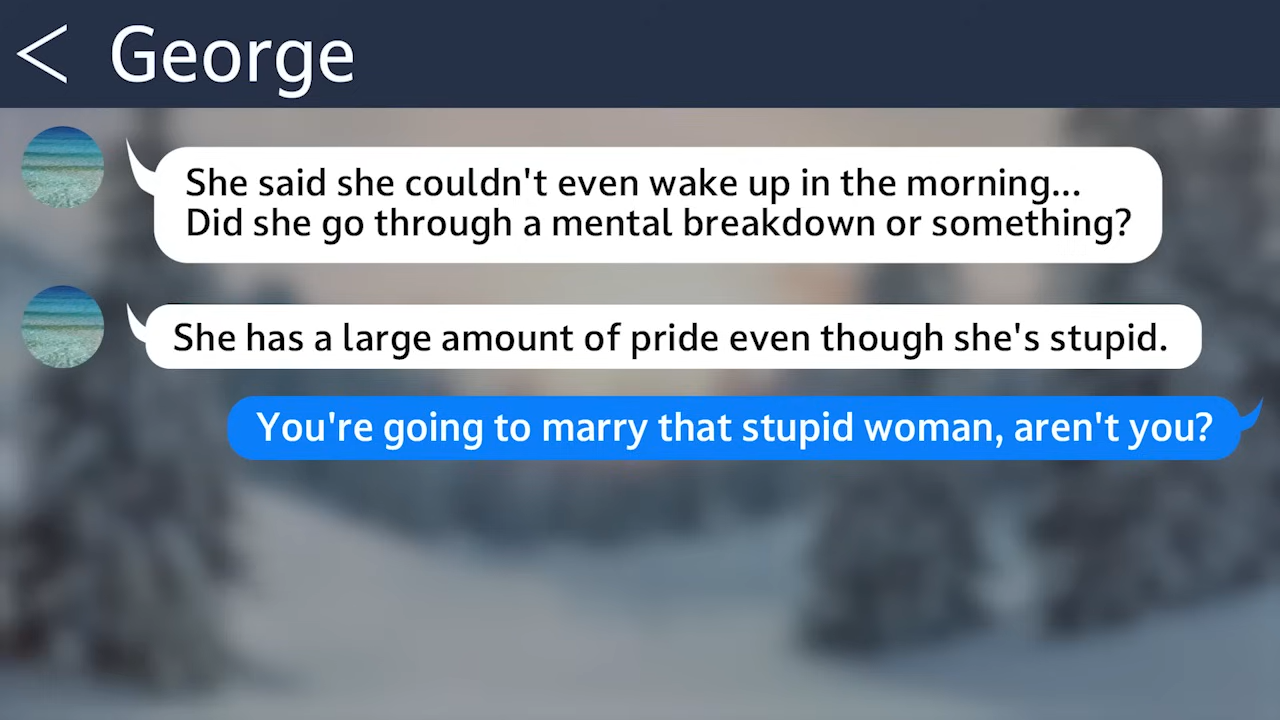 George
She said she couldn't even wake up in the morning...
Did she go through a mental breakdown or something?
She has a large amount of pride even though she's stupid.
You're going to marry that stupid woman, aren't you?